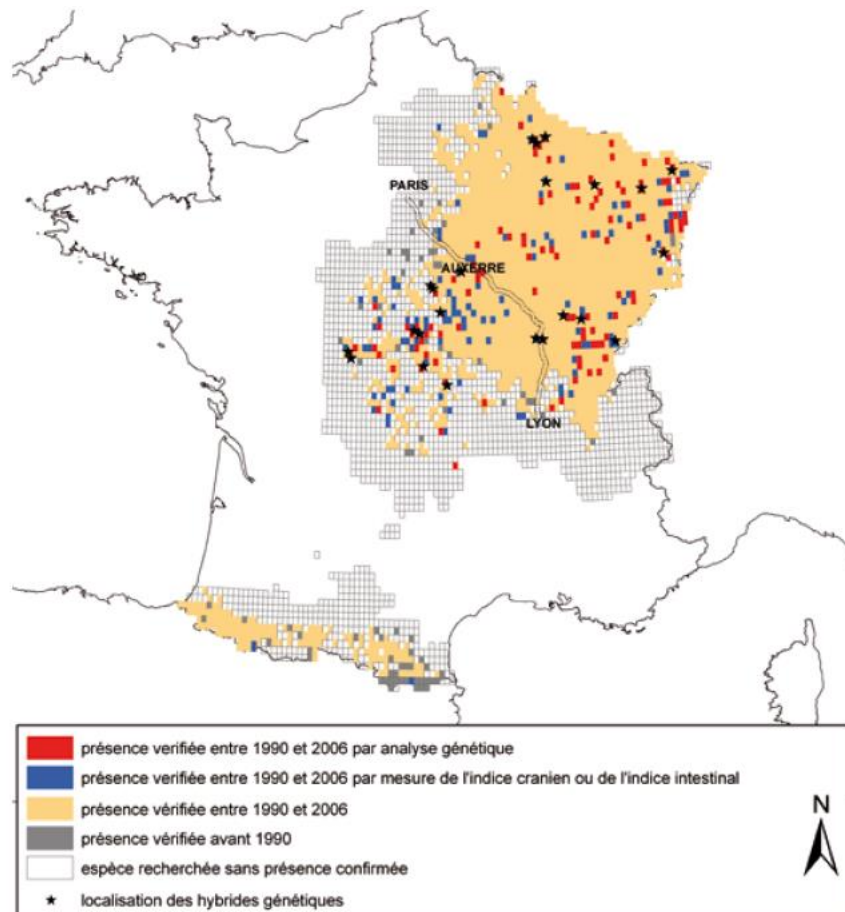 PARIS
AUXERRE
LYON
présence verifiée entre 1990 et 2006 par analyse génétique
présence verifiée entre 1990 et 2006 par mesure de l'indice cranien ou de l'indice intestinal
présence vérifiée entre 1990 et 2006
présence vérifiée avant 1990
espèce recherchée sans présence confirmée
localisation des hybrides génétiques
N